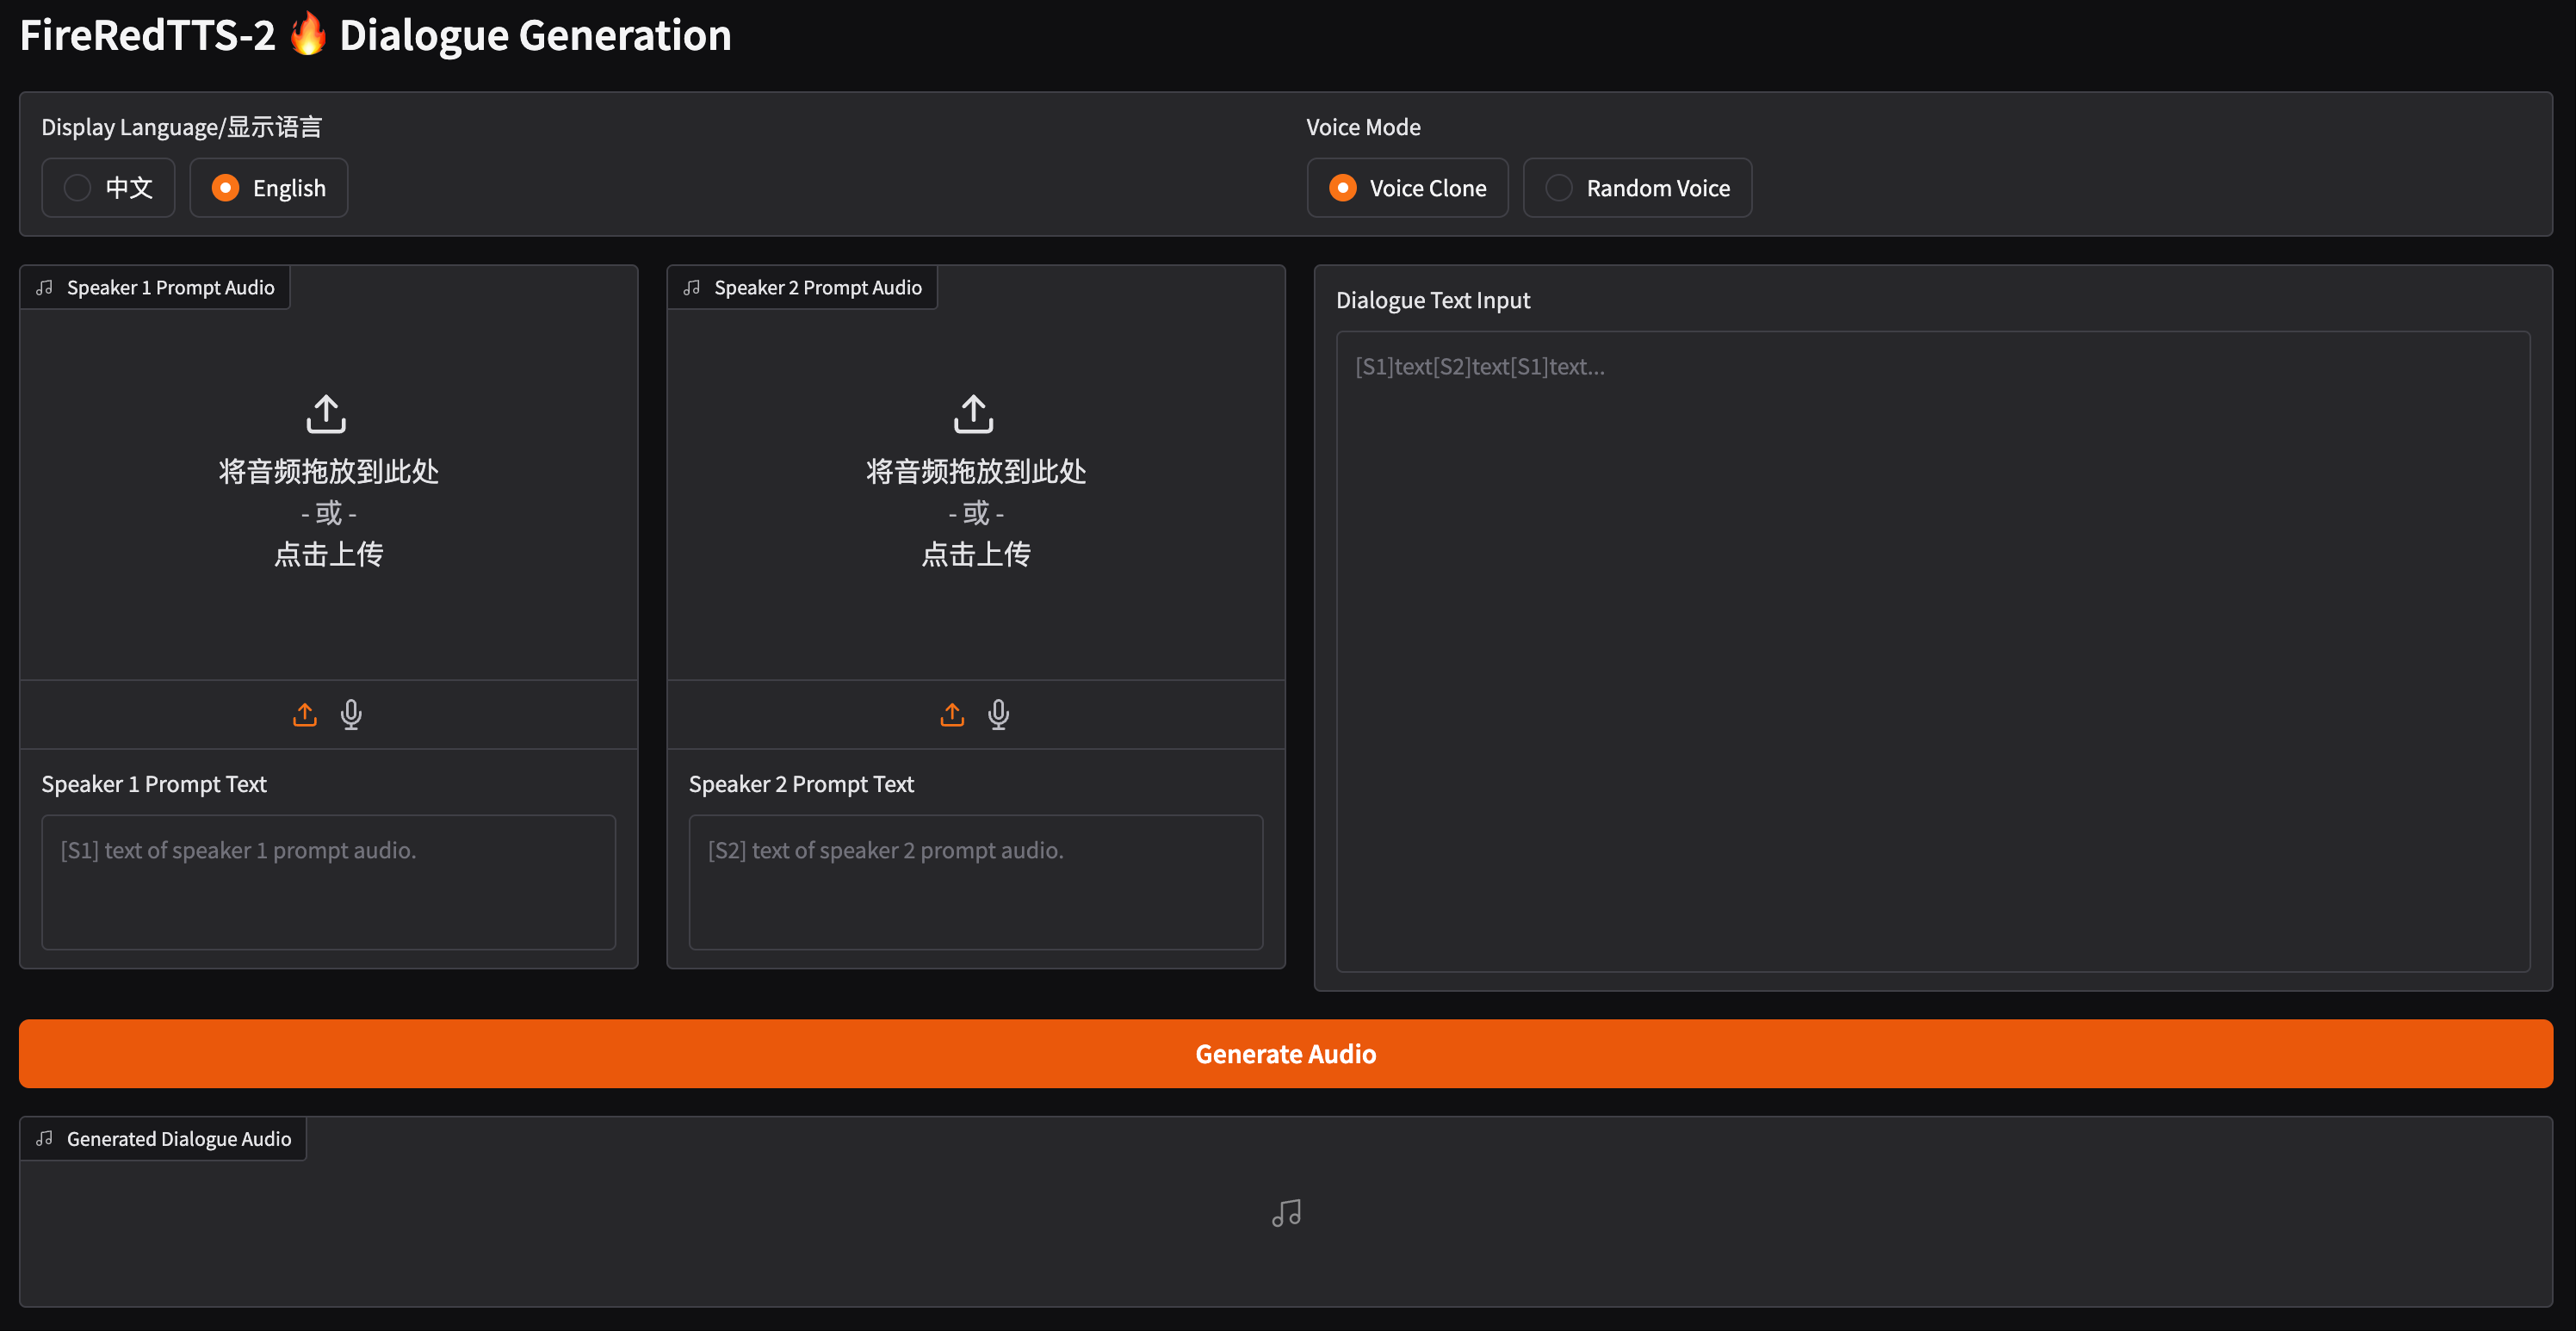 FireRedTTS-2 🔥 Dialogue Generation
Display Language/显示语言
中文
English
Voice Mode
Voice Clone
Random Voice
Speaker 1 Prompt Audio
将音频拖放到此处
- 或 -
点击上传
Speaker 1 Prompt Text
[S1] text of speaker 1 prompt audio.
Speaker 2 Prompt Audio
将音频拖放到此处
- 或 -
点击上传
Speaker 2 Prompt Text
[S2] text of speaker 2 prompt audio.
Dialogue Text Input
[S1]text[S2]text[S1]text...
Generate Audio
Generated Dialogue Audio